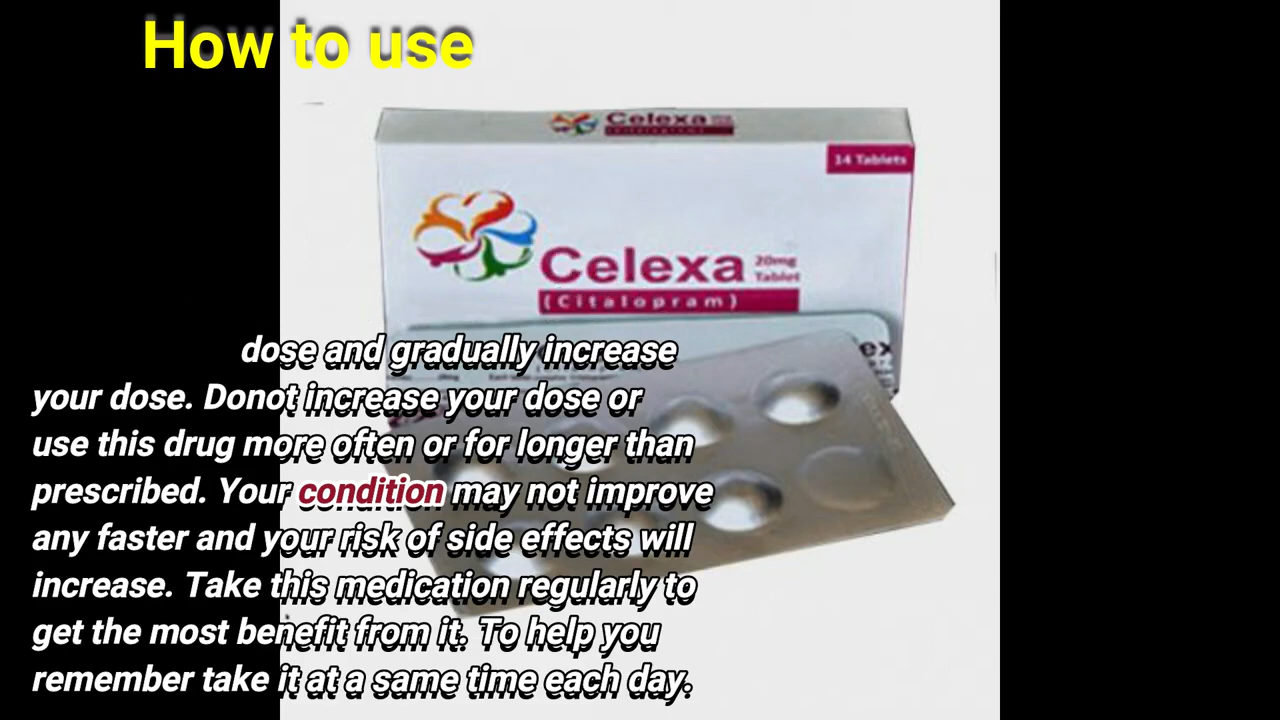 How to use
Celexa
14 Tablets
Celexa 20mg
Tablet
(Citalopram)
ex
dose and gradually increase
your dose. Donot increase your dose or
use this drug more often or for longer than
prescribed. Your condition may not improve
any faster and your risk of side effects will
increase. Take this medication regularly to
get the most benefit from it. To help you
remember take it at a same time each day.